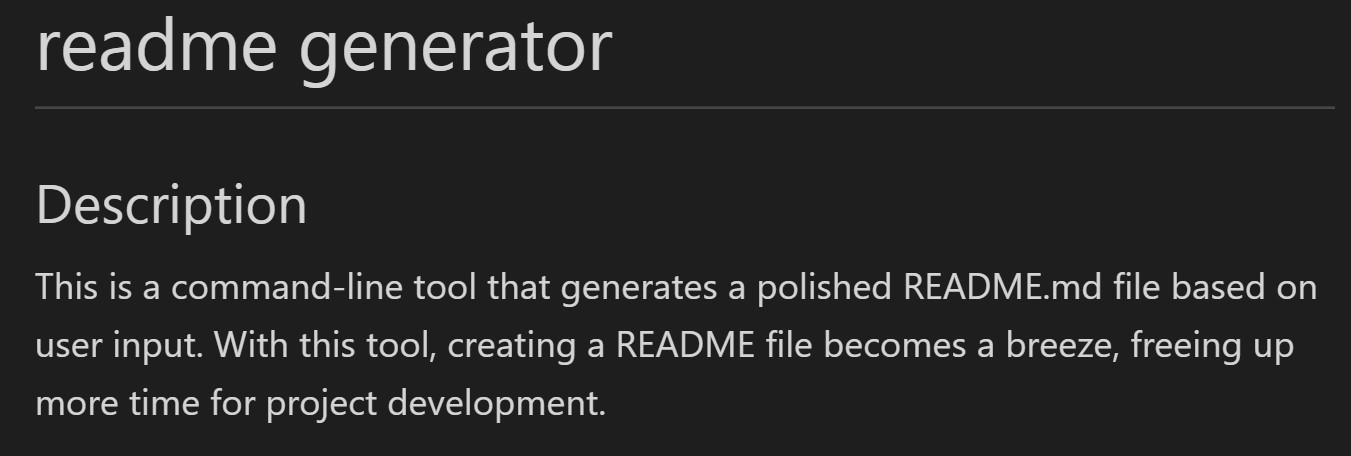 readme generator
Description
This is a command-line tool that generates a polished README.md file based on
user input. With this tool, creating a README file becomes a breeze, freeing up
more time for project development.